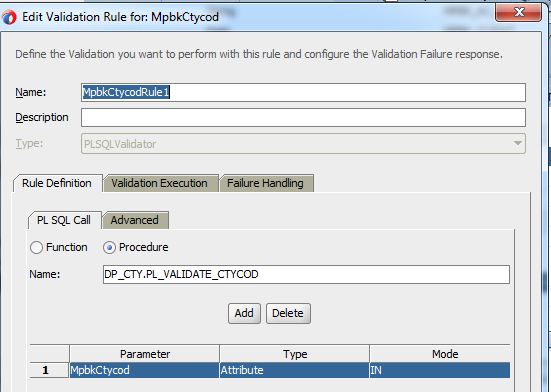 Edit Validation Rule for: MpbkCtycod
Define the Validation you want to perform with this rule and configure the Validation Failure response.
Name: MpbkCtycodRule1
Description
Type: PLSQLValidator
Rule Definition Validation Execution Failure Handling
PL SQL Call Advanced
Function Procedure
Name: DP_CTY.PL_VALIDATE_CTYCOD
Add Delete
Parameter Type Mode
1 MpbkCtycod Attribute IN